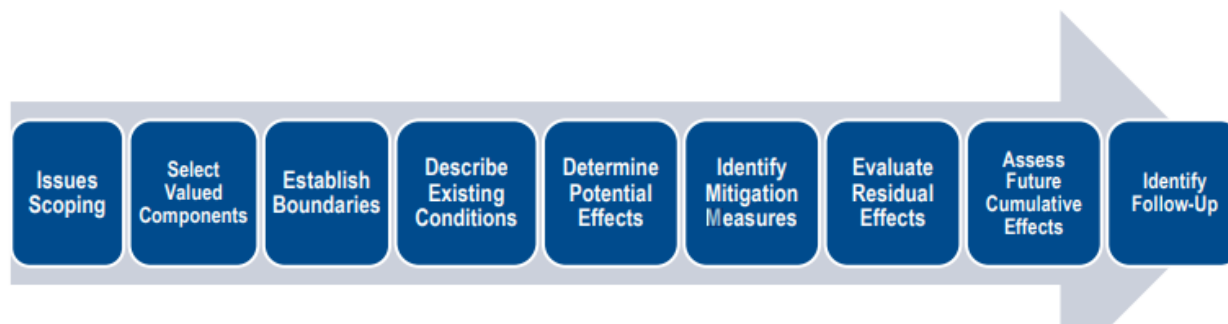 Issues
Scoping
Select
Valued
Components
Establish
Boundaries
Describe
Existing
Conditions
Determine
Potential
Effects
Identify
Mitigation
Measures
Evaluate
Residual
Effects
Assess
Future
Cumulative
Effects
Identify
Follow-Up